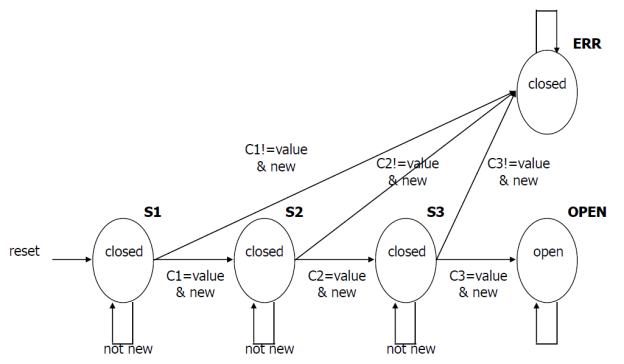 ERR
closed
C1!=value
& new
C2!=value
& new
C3!=value
& new
S1
S2
S3
OPEN
reset
closed
closed
closed
open
C1=value
& new
C2=value
& new
C3=value
& new
not new
not new
not new